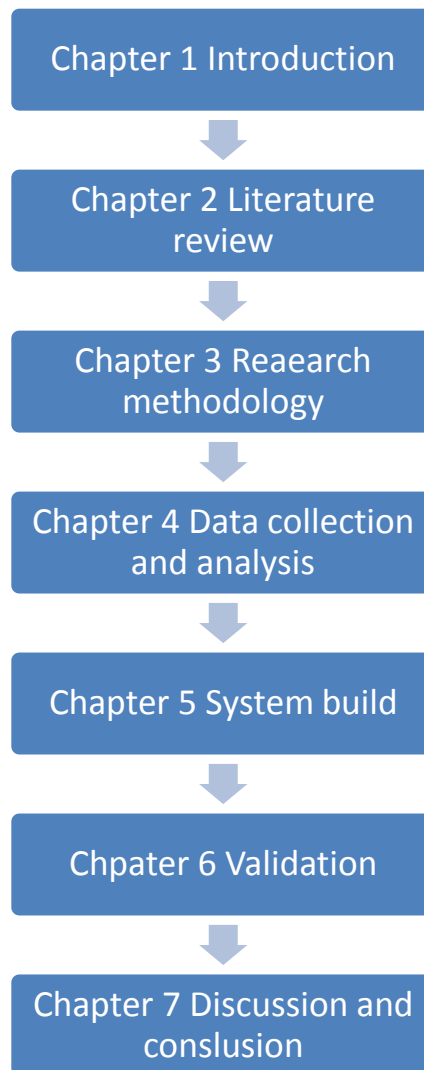 Chapter 1 Introduction
Chapter 2 Literature
review
Chapter 3 Reaearch
methodology
Chapter 4 Data collection
and analysis
Chapter 5 System build
Chpater 6 Validation
Chapter 7 Discussion and
conslusion